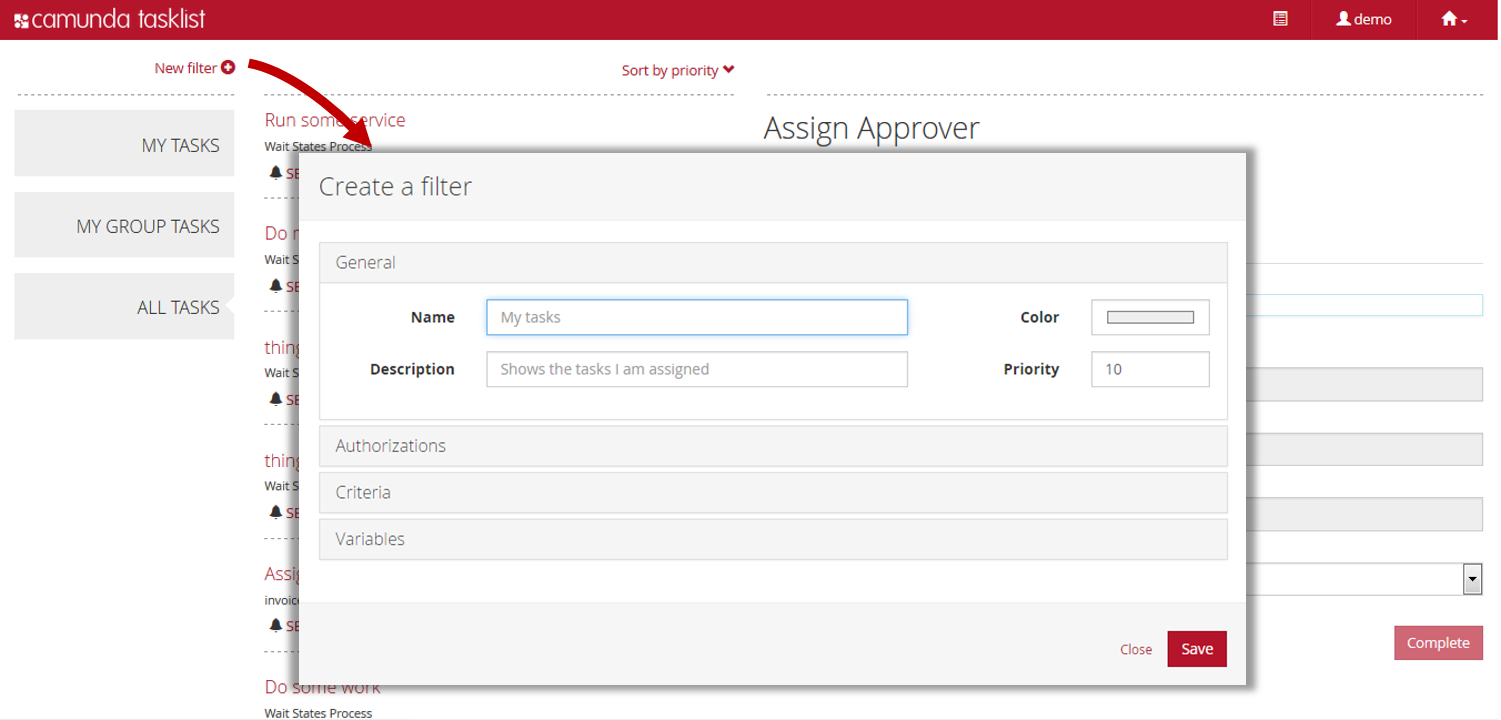 camunda tasklist
demo
New filter
Sort by priority
MY TASKS
MY GROUP TASKS
ALL TASKS
Run some service
Wait States Process
SE
Do
Wait S
SE
thing
Wait S
SE
thing
Wait S
SE
Assig
invoice
SE
Do some work
Wait States Process
Assign Approver
Create a filter
General
Name My tasks Color
Description Shows the tasks I am assigned Priority 10
Authorizations
Criteria
Variables
Close Save
Complete